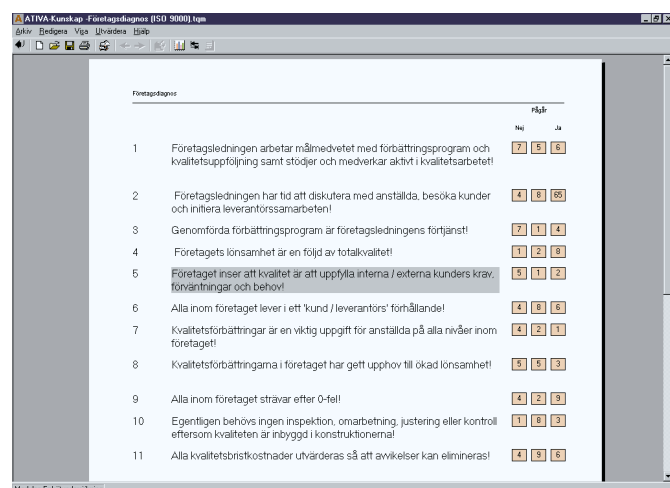 ATIVA-Kunskap -Företagsdiagnos (ISO 9000).tqm
Arkiv Redigera Visa Utvärdera Hjälp
Företagsdiagnos
Pågår
Nej Ja
1 Företagsledningen arbetar målmedvetet med förbättringsprogram och 7 5 6
kvalitetsuppföljning samt stödjer och medverkar aktivt i kvalitetsarbetet!
2 Företagsledningen har tid att diskutera med anställda, besöka kunder 4 8 65
och initiera leverantörssamarbeten!
3 Genomförda förbättringsprogram är företagsledningens förtjänst! 7 1 4
4 Företagets lönsamhet är en följd av totalkvalitet! 1 2 8
5 Företaget inser att kvalitet är att uppfylla interna / externa kunders krav, 5 1 2
förväntningar och behov!
6 Alla inom företaget lever i ett 'kund / leverantörs' förhållande! 4 8 6
7 Kvalitetsförbättringar är en viktig uppgift för anställda på alla nivåer inom 4 2 1
företaget!
8 Kvalitetsförbättringarna i företaget har gett upphov till ökad lönsamhet! 5 5 3
9 Alla inom företaget strävar efter 0-fel! 4 2 9
10 Egentligen behövs ingen inspektion, omarbetning, justering eller kontroll 1 8 3
eftersom kvaliteten är inbyggd i konstruktionerna!
11 Alla kvalitetsbristkostnader utvärderas så att avvikelser kan elimineras! 4 9 6